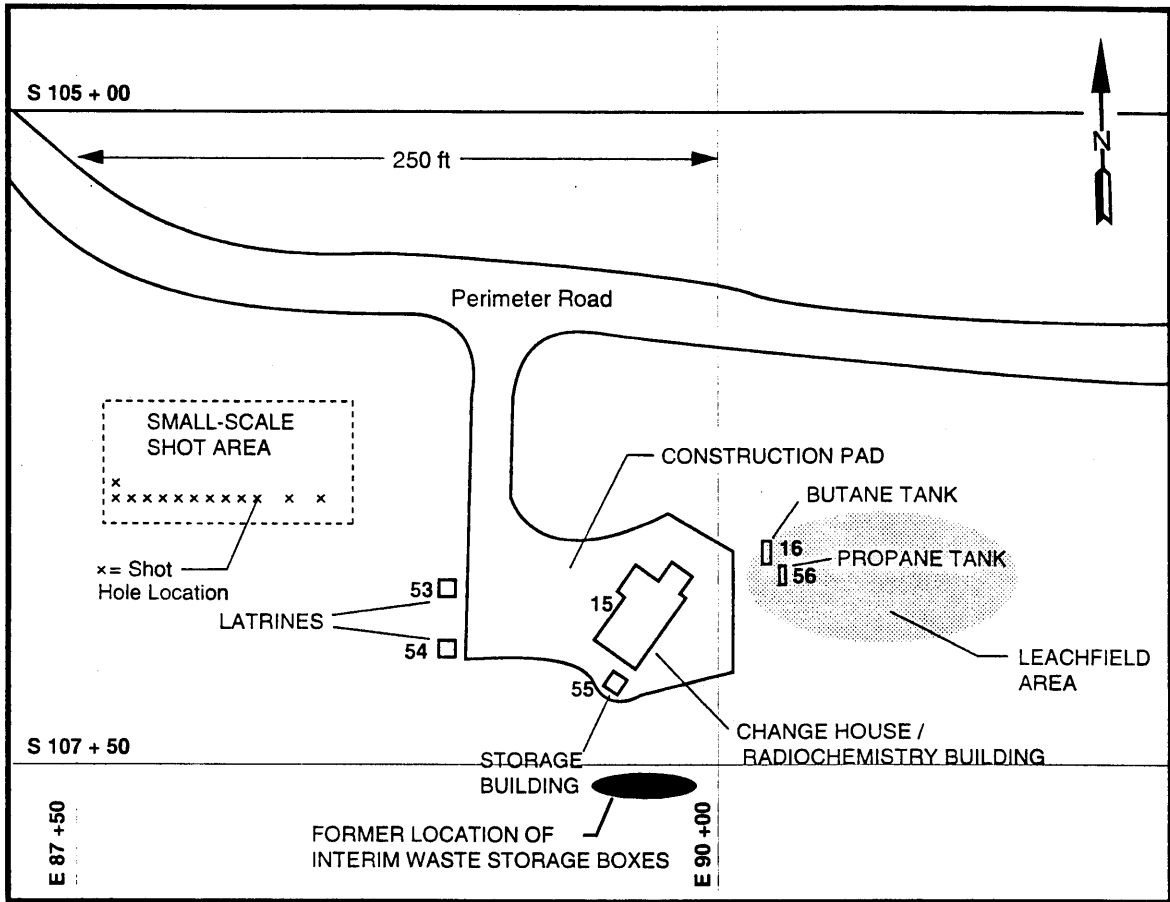 S 105 + 00
250 ft
N
Perimeter Road
SMALL-SCALE
SHOT AREA
x= Shot
Hole Location
CONSTRUCTION PAD
BUTANE TANK
16
PROPANE TANK
56
53
LATRINES
54
15
55
LEACHFIELD
AREA
S 107 + 50
STORAGE
BUILDING
CHANGE HOUSE /
RADIOCHEMISTRY BUILDING
FORMER LOCATION OF
INTERIM WASTE STORAGE BOXES
E 87 +50
E 90 +00